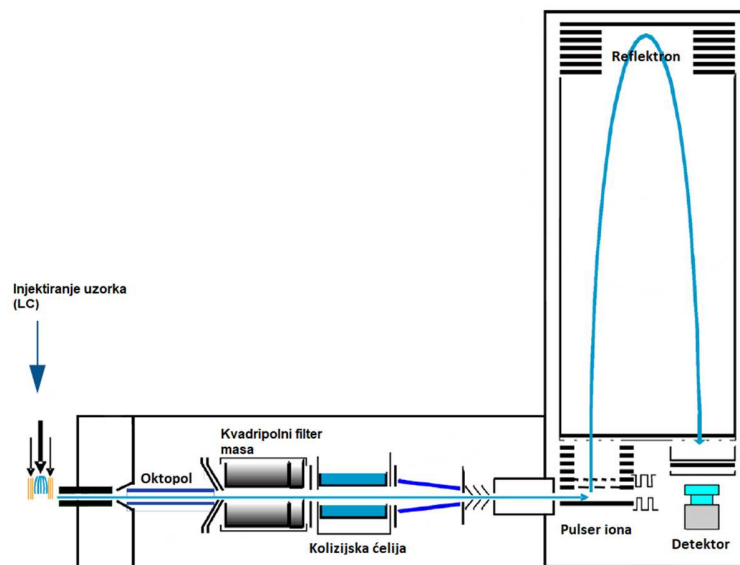 Reflektron
Injektiranje uzorka
(LC)
Kvadripolni filter
masa
Oktopol
Kolizijska ćelija
Pulser iona
Detektor